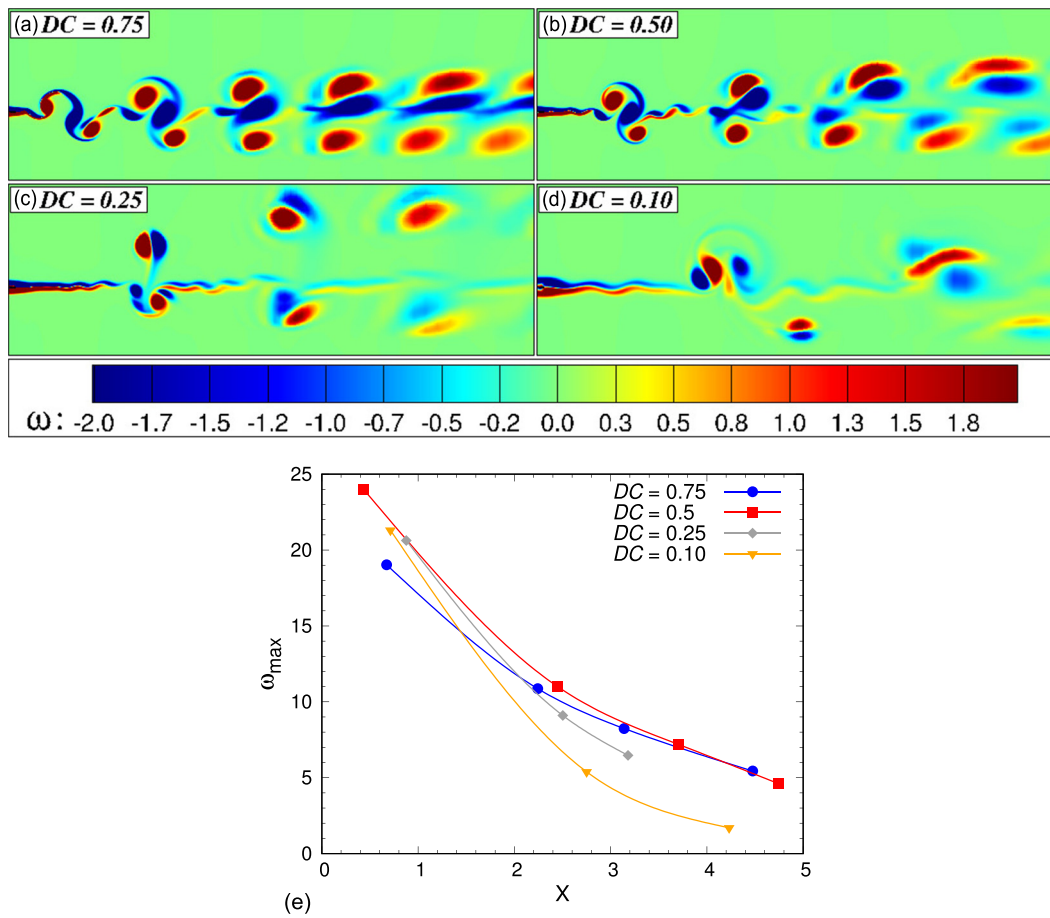 (a) DC = 0.75
(b) DC = 0.50
(c) DC = 0.25
(d) DC = 0.10
ω: -2.0 -1.7 -1.5 -1.2 -1.0 -0.7 -0.5 -0.2 0.0 0.3 0.5 0.8 1.0 1.3 1.5 1.8
25
20
15
10
5
0
ωmax
DC = 0.75
DC = 0.5
DC = 0.25
DC = 0.10
0 1 2 3 4 5
X
(e)